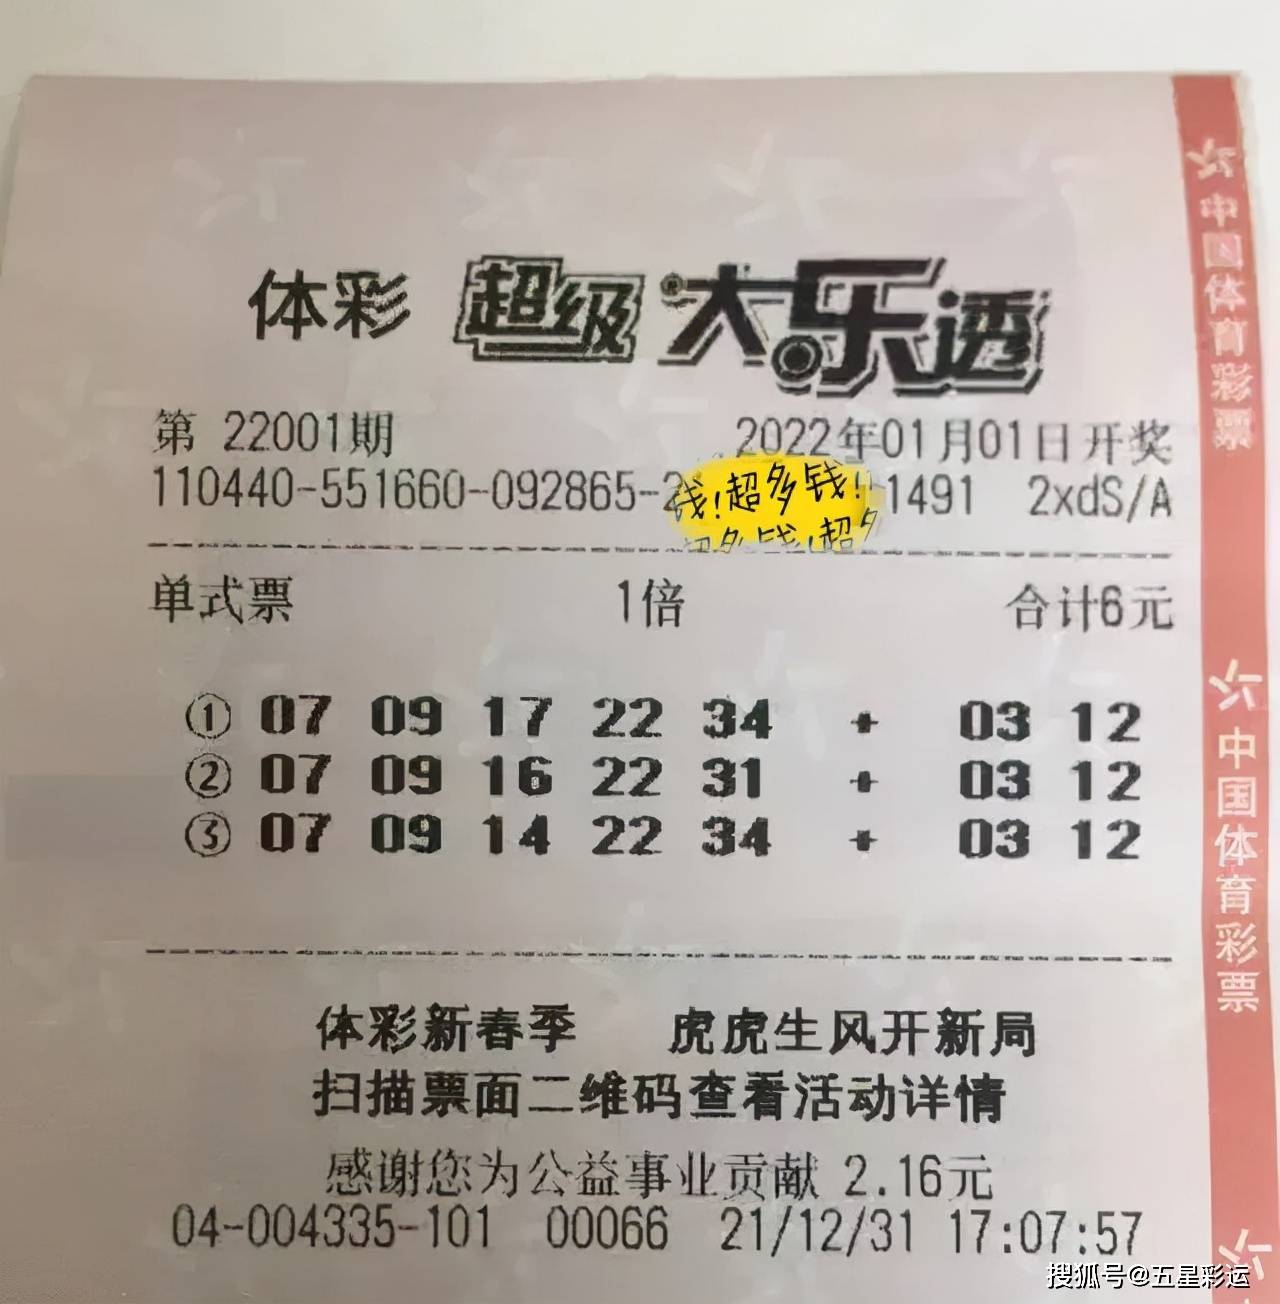 体彩 超级大乐透
第 22001期 2022年01月01日开奖
110440-551660-092865-2 钱!超多钱! 1491 2xdS/A
超多钱!超多
单式票 1倍 合计6元
① 07 09 17 22 34 + 03 12
② 07 09 16 22 31 + 03 12
③ 07 09 14 22 34 + 03 12
体彩新春季 虎虎生风开新局
扫描票面二维码查看活动详情
感谢您为公益事业贡献 2.16元
04-004335-101 00066 21/12/31 17:07:57
中国体育彩票
中国体育彩票
中
搜狐号@五星彩运